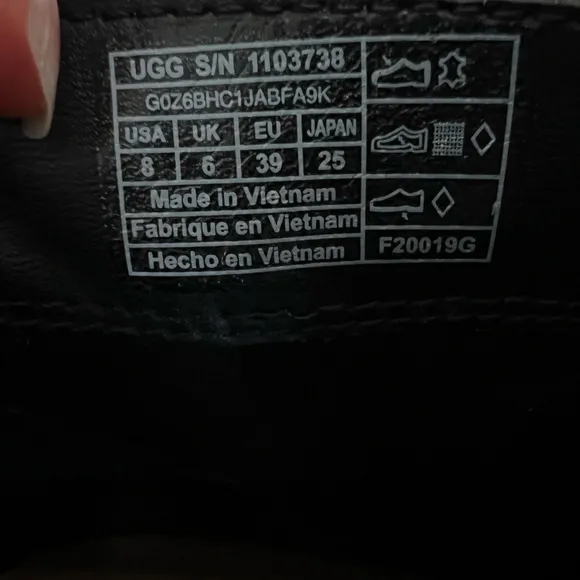 UGG S/N 1103738
G0Z6BHC1JABFA9K
USA UK EU JAPAN
8 6 39 25
Made in Vietnam
Fabrique en Vietnam
Hecho en Vietnam
F20019G